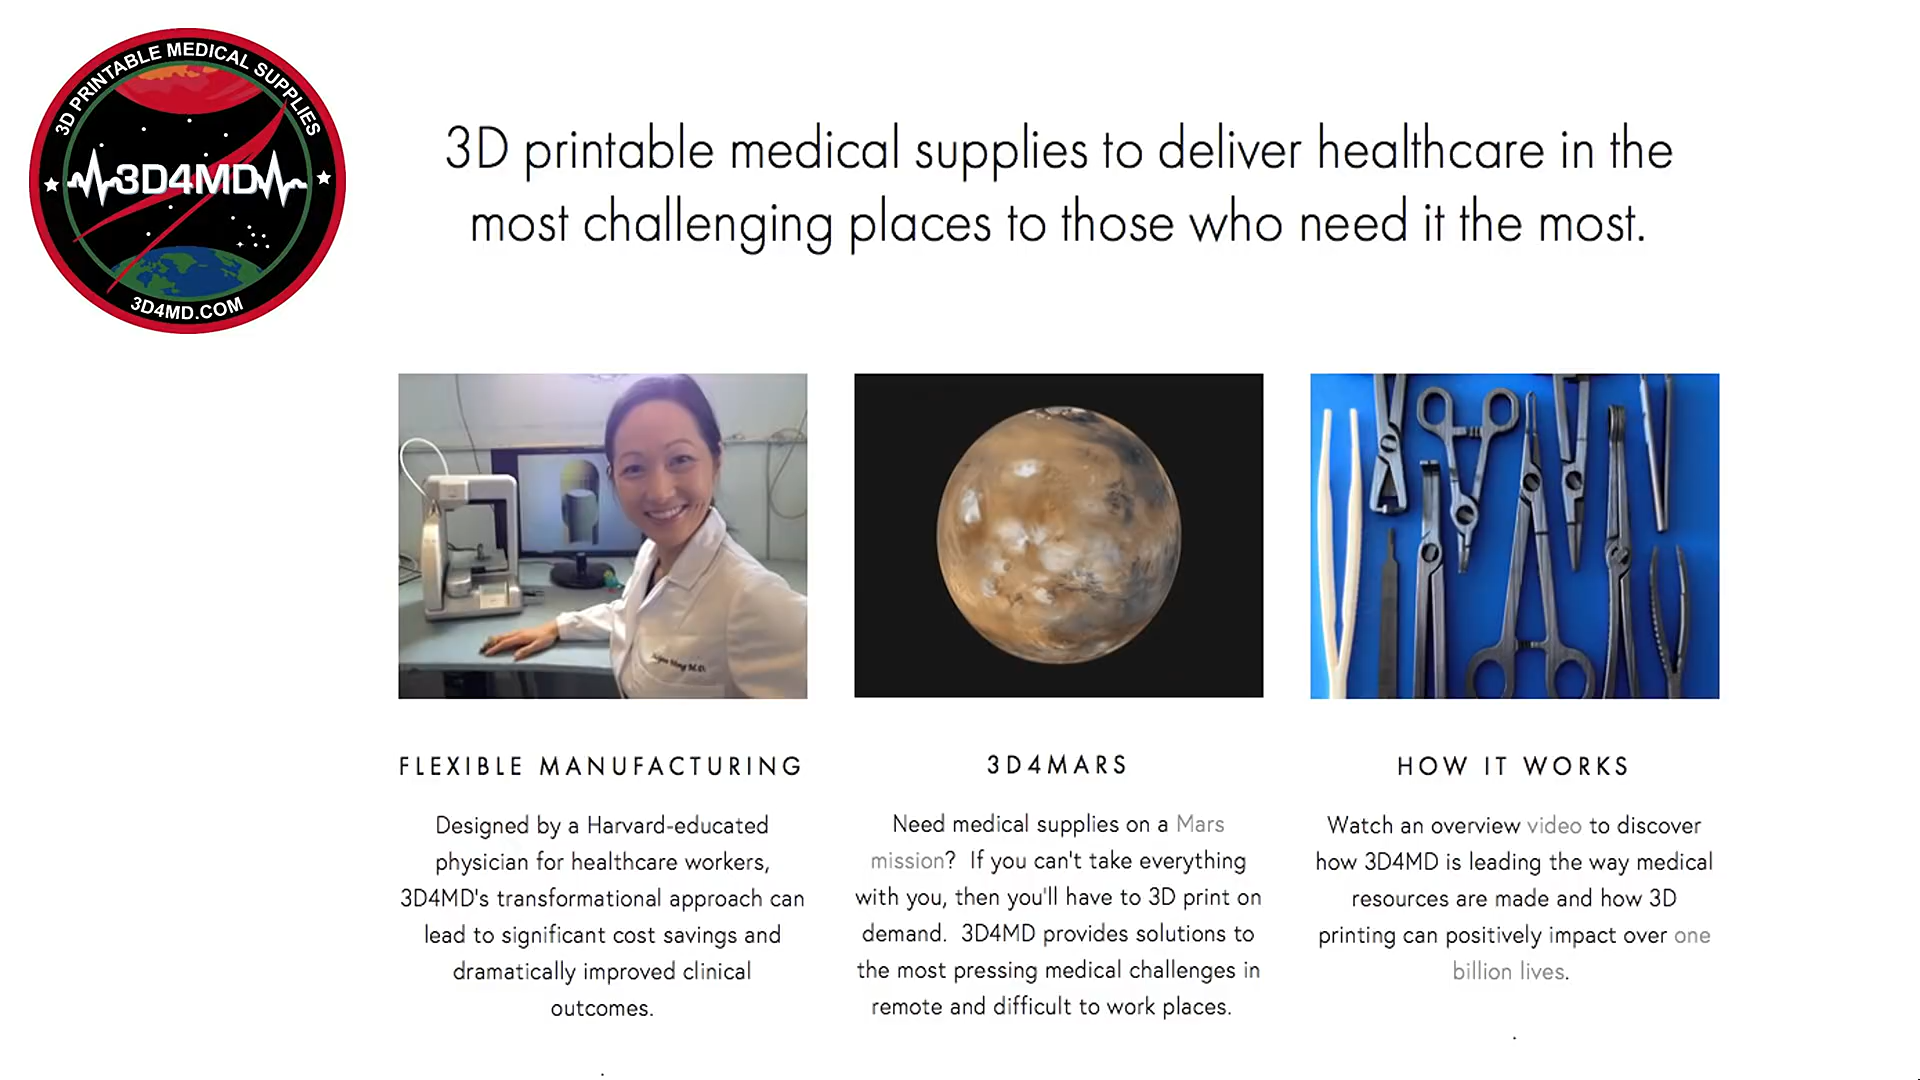 3D PRINTABLE MEDICAL SUPPLIES
3D4MD
3D4MD.COM
3D printable medical supplies to deliver healthcare in the
most challenging places to those who need it the most.
FLEXIBLE MANUFACTURING
Designed by a Harvard-educated
physician for healthcare workers,
3D4MD's transformational approach can
lead to significant cost savings and
dramatically improved clinical
outcomes.
.
3D4MARS
Need medical supplies on a Mars
mission? If you can't take everything
with you, then you'll have to 3D print on
demand. 3D4MD provides solutions to
the most pressing medical challenges in
remote and difficult to work places.
HOW IT WORKS
Watch an overview video to discover
how 3D4MD is leading the way medical
resources are made and how 3D
printing can positively impact over one
billion lives.
.